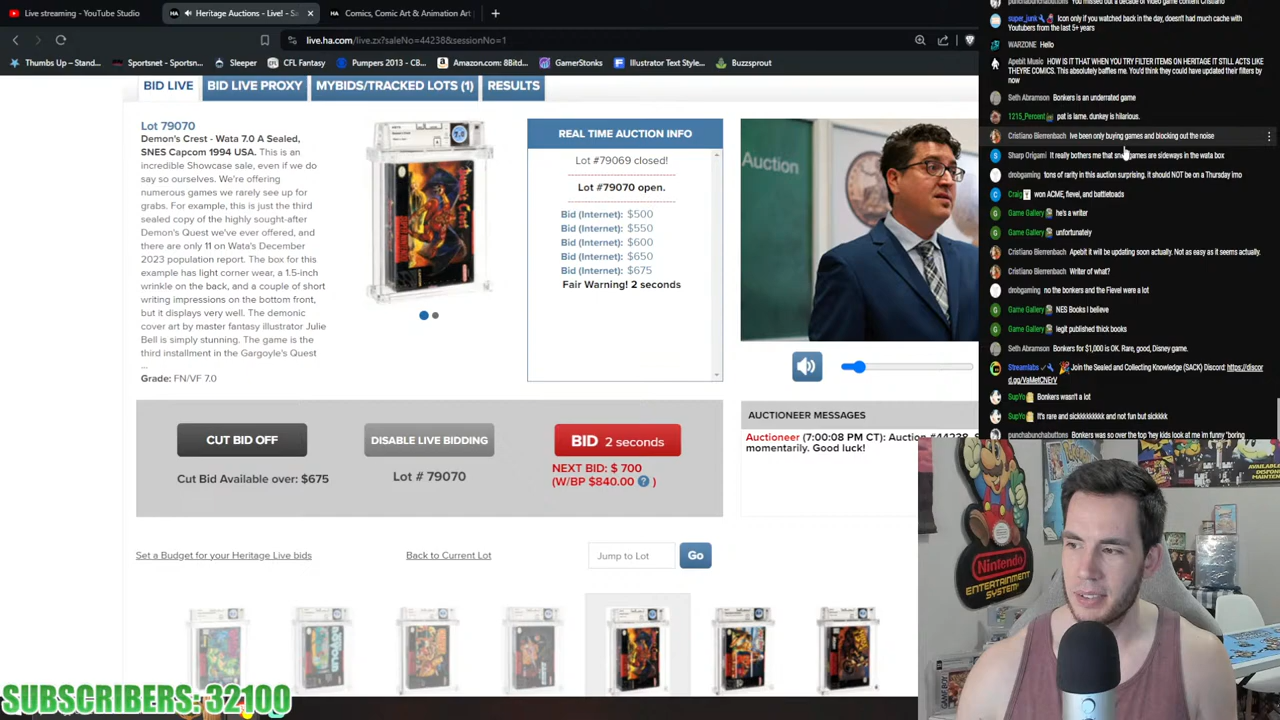 Live streaming - YouTube Studio
Heritage Auctions - Live! - Sa
Comics, Comic Art & Animation Art
live.ha.com/live.zx?saleNo=44238&sessionNo=1
Thumbs Up – Stand...
Sportsnet - Sportsn...
Sleeper
CFL Fantasy
Pumpers 2013 - CB...
Amazon.com: 8Bitd...
GamerStonks
Illustrator Text Style...
Buzzsprout
BID LIVE
BID LIVE PROXY
MYBIDS/TRACKED LOTS (1)
RESULTS
Lot 79070
Demon's Crest - Wata 7.0 A Sealed,
SNES Capcom 1994 USA. This is an
incredible Showcase sale, even if we do
say so ourselves. We're offering
numerous games we rarely see up for
grabs. For example, this is just the third
sealed copy of the highly sought-after
Demon's Quest we've ever offered, and
there are only 11 on Wata's December
2023 population report. The box for this
example has light corner wear, a 1.5-inch
wrinkle on the back, and a couple of short
writing impressions on the bottom front,
but it displays very well. The demonic
cover art by master fantasy illustrator Julie
Bell is simply stunning. The game is the
third installment in the Gargoyle's Quest
...
Grade: FN/VF 7.0
7.0
REAL TIME AUCTION INFO
Lot #79069 closed!
Lot #79070 open.
Bid (Internet): $500
Bid (Internet): $550
Bid (Internet): $600
Bid (Internet): $650
Bid (Internet): $675
Fair Warning! 2 seconds
Auction
CUT BID OFF
DISABLE LIVE BIDDING
BID 2 seconds
Cut Bid Available over: $675
Lot # 79070
NEXT BID: $ 700
(W/BP $840.00 ? )
AUCTIONEER MESSAGES
Auctioneer (7:00:08 PM CT): Auction #44238, S
momentarily. Good luck!
Set a Budget for your Heritage Live bids
Back to Current Lot
Jump to Lot
Go
punchabunchabuttons You missed out a decade of video game content Cristiano
super_junk Icon only if you watched back in the day, doesn't had much cache with
Youtubers from the last 5+ years
WARZONE Hello
Apebit Music HOW IS IT THAT WHEN YOU TRY FILTER ITEMS ON HERITAGE IT STILL ACTS LIKE
THEYRE COMICS. This absolutely baffles me. You'd think they could have updated their filters by
now
Seth Abramson Bonkers is an underrated game
1215_Percent pat is lame. dunkey is hilarious.
Cristiano Bierrenbach Ive been only buying games and blocking out the noise
Sharp Origami It really bothers me that snes games are sideways in the wata box
drobgaming tons of rarity in this auction surprising. it should NOT be on a Thursday imo
Craig won ACME, fievel, and battletoads
Game Gallery he's a writer
Game Gallery unfortunately
Cristiano Bierrenbach Apebit it will be updating soon actually. Not as easy as it seems actually.
Cristiano Bierrenbach Writer of what?
drobgaming no the bonkers and the Fievel were a lot
Game Gallery NES Books I believe
Game Gallery legit published thick books
Seth Abramson Bonkers for $1,000 is OK. Rare, good, Disney game.
Streamlabs Join the Sealed and Collecting Knowledge (SACK) Discord: https://discor
d.gg/VaMetCNErV
SupYo Bonkers wasn't a lot
SupYo It's rare and sickkkkkkkkk and not fun but sickkkk
punchabunchabuttons Bonkers was so over the top 'hey kids look at me im funny "boring
Nintendo
ENTERTAINMENT
SYSTEM
SUBSCRIBERS: 32100